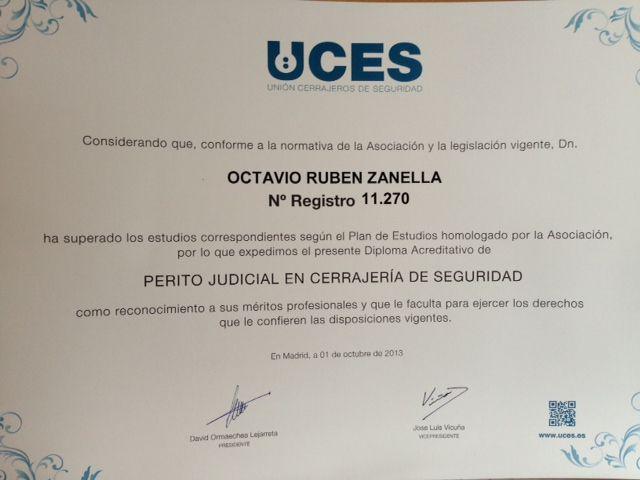 UCES
UNIÓN CERRAJEROS DE SEGURIDAD
Considerando que, conforme a la normativa de la Asociación y la legislación vigente, Dn.
OCTAVIO RUBEN ZANELLA
Nº Registro 11.270
ha superado los estudios correspondientes según el Plan de Estudios homologado por la Asociación,
por lo que expedimos el presente Diploma Acreditativo de
PERITO JUDICIAL EN CERRAJERÍA DE SEGURIDAD
como reconocimiento a sus méritos profesionales y que le faculta para ejercer los derechos
que le confieren las disposiciones vigentes.
En Madrid, a 01 de octubre de 2013
David Ormaechea Lejarreta
PRESIDENTE
Jose Luis Vicuña
VICEPRESIDENTE
www.uces.es